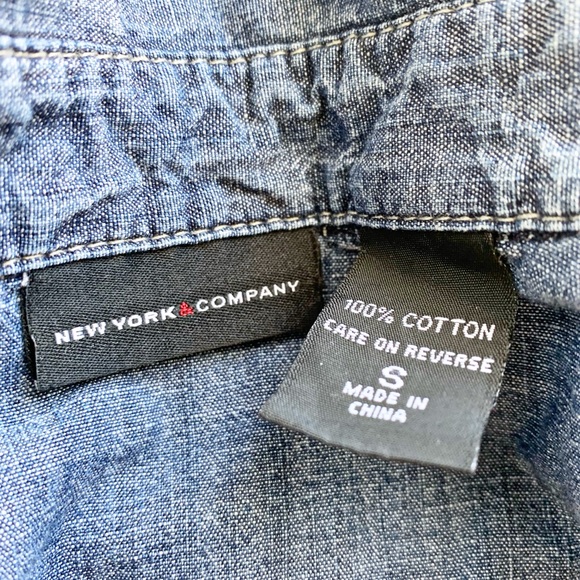 NEW YORK & COMPANY
100% COTTON
CARE ON REVERSE
S
MADE IN
CHINA